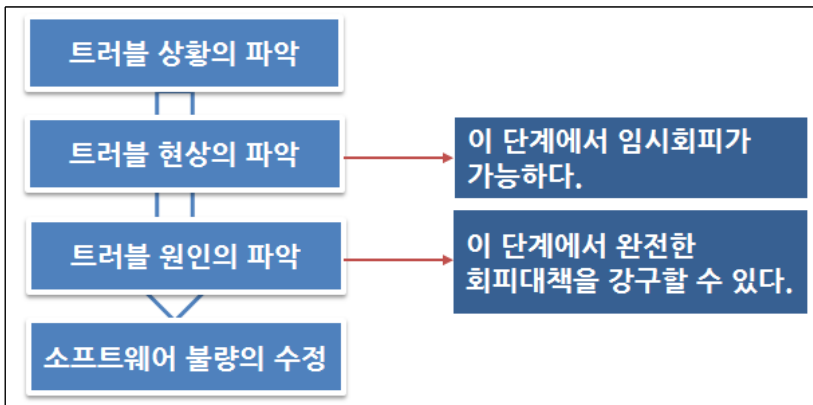 트러블 상황의 파악
트러블 현상의 파악
이 단계에서 임시회피가
가능하다.
트러블 원인의 파악
이 단계에서 완전한
회피대책을 강구할 수 있다.
소프트웨어 불량의 수정